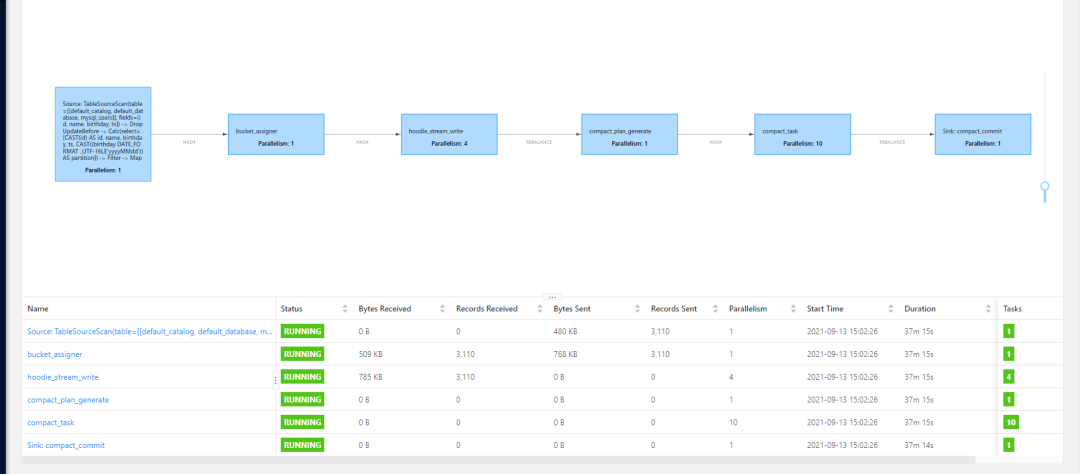 Source: TableSourceScan(table
=[[default_catalog, default_dat
abase, mysql_users]], fields=[i
d, name, birthday, ts]) -> Drop
UpdateBefore -> Calc(select=
[CAST(id) AS id, name, birthda
y, ts, CAST((birthday DATE_FO
RMAT _UTF-16LE'yyyyMMdd'))
AS partition]) -> Filter -> Map
Parallelism: 1
HASH
bucket_assigner
Parallelism: 1
HASH
hoodie_stream_write
Parallelism: 4
REBALANCE
compact_plan_generate
Parallelism: 1
HASH
compact_task
Parallelism: 10
REBALANCE
Sink: compact_commit
Parallelism: 1
Name Status Bytes Received Records Received Bytes Sent Records Sent Parallelism Start Time Duration Tasks
Source: TableSourceScan(table=[[default_catalog, default_database, m... RUNNING 0 B 0 480 KB 3,110 1 2021-09-13 15:02:26 37m 15s 1
bucket_assigner RUNNING 509 KB 3,110 768 KB 3,110 1 2021-09-13 15:02:26 37m 15s 1
hoodie_stream_write RUNNING 785 KB 3,110 0 B 0 4 2021-09-13 15:02:26 37m 15s 4
compact_plan_generate RUNNING 0 B 0 0 B 0 1 2021-09-13 15:02:26 37m 15s 1
compact_task RUNNING 0 B 0 0 B 0 10 2021-09-13 15:02:26 37m 15s 10
Sink: compact_commit RUNNING 0 B 0 0 B 0 1 2021-09-13 15:02:26 37m 14s 1